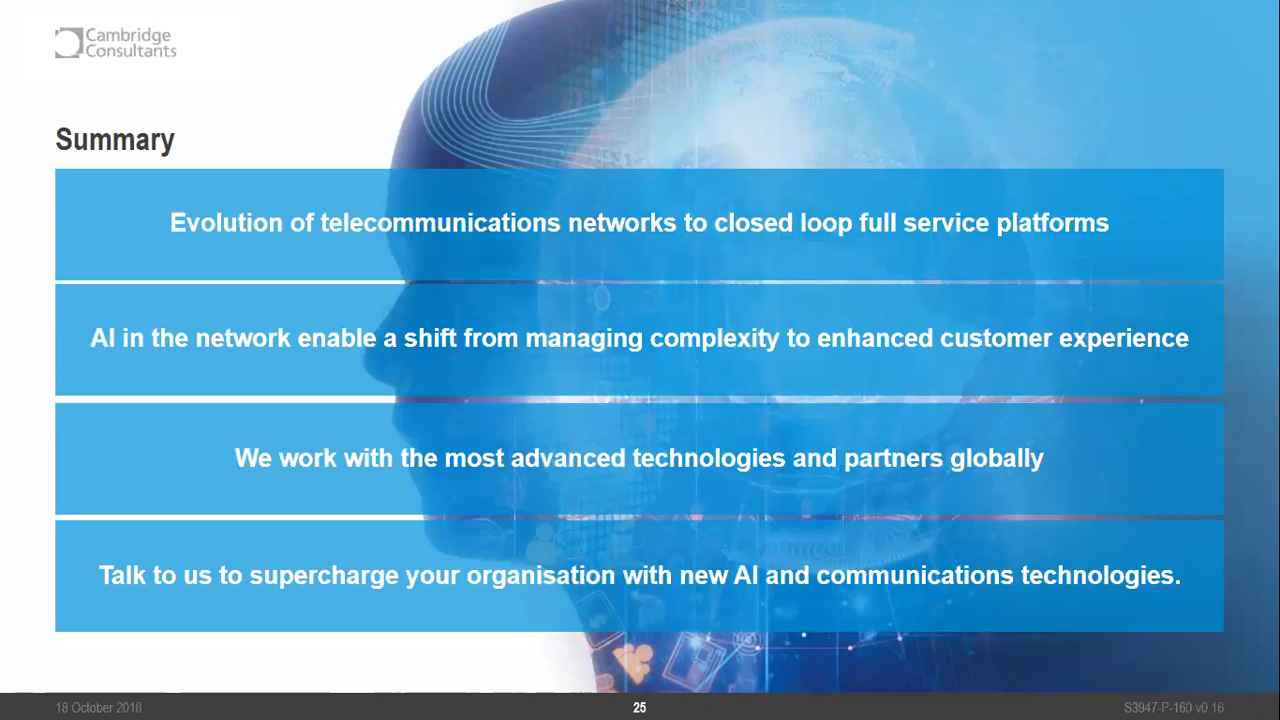 Cambridge
Consultants
Summary
Evolution of telecommunications networks to closed loop full service platforms
AI in the network enable a shift from managing complexity to enhanced customer experience
We work with the most advanced technologies and partners globally
Talk to us to supercharge your organisation with new AI and communications technologies.
18 October 2018
25
S3947-P-160 v0.16